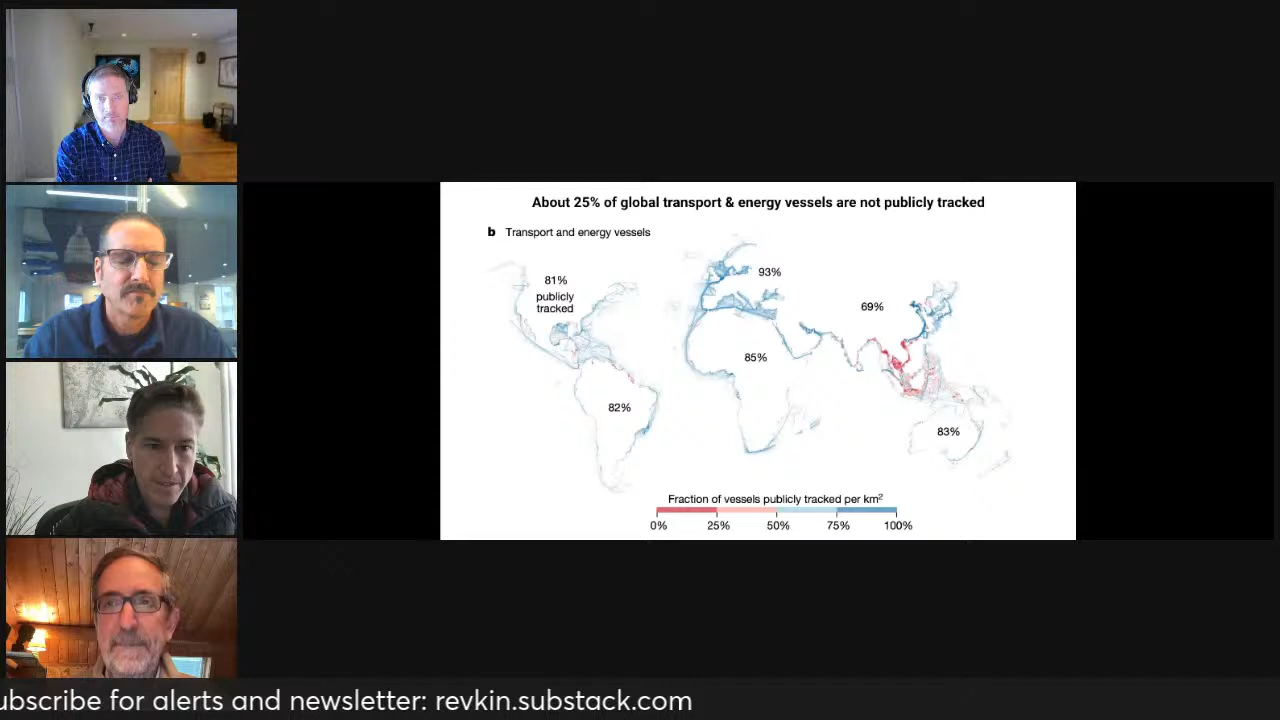 About 25% of global transport & energy vessels are not publicly tracked
b Transport and energy vessels
81%
publicly
tracked
93%
69%
85%
82%
83%
Fraction of vessels publicly tracked per km²
0% 25% 50% 75% 100%
ubscribe for alerts and newsletter: revkin.substack.com